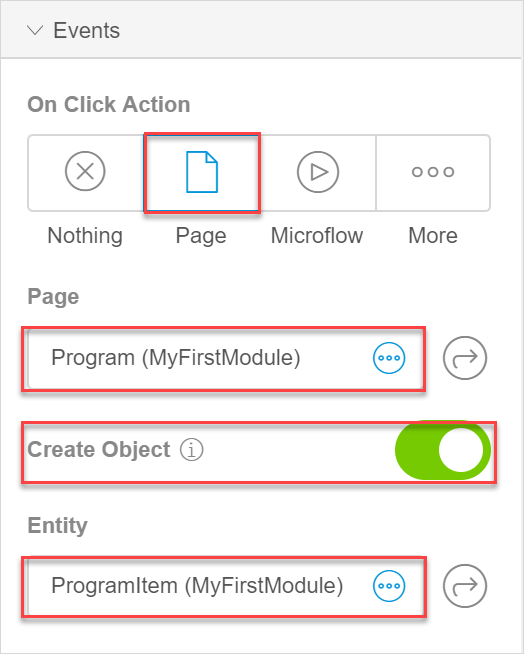 Events
On Click Action
Nothing Page Microflow More
Page
Program (MyFirstModule)
Create Object
Entity
ProgramItem (MyFirstModule)